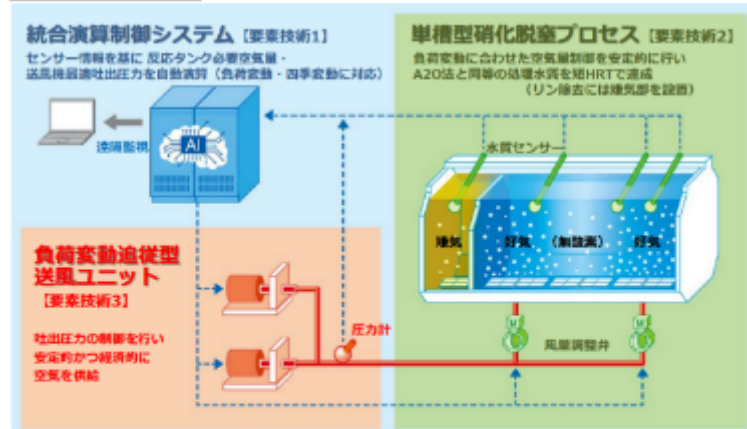 統合演算制御システム【要素技術1】
センサー情報を基に 反応タンク必要空気量・
送風機最適吐出圧力を自動演算（負荷変動・四季変動に対応）
遠隔監視
AI
単槽型硝化脱窒プロセス【要素技術2】
負荷変動に合わせた空気量制御を安定的に行い
A2O法と同等の処理水質を短HRTで達成
（リン除去には嫌気部を設置）
水質センサー
嫌気
好気
（無酸素）
好気
M
M
風量調整弁
負荷変動追従型
送風ユニット
【要素技術3】
吐出圧力の制御を行い
安定的かつ経済的に
空気を供給
圧力計